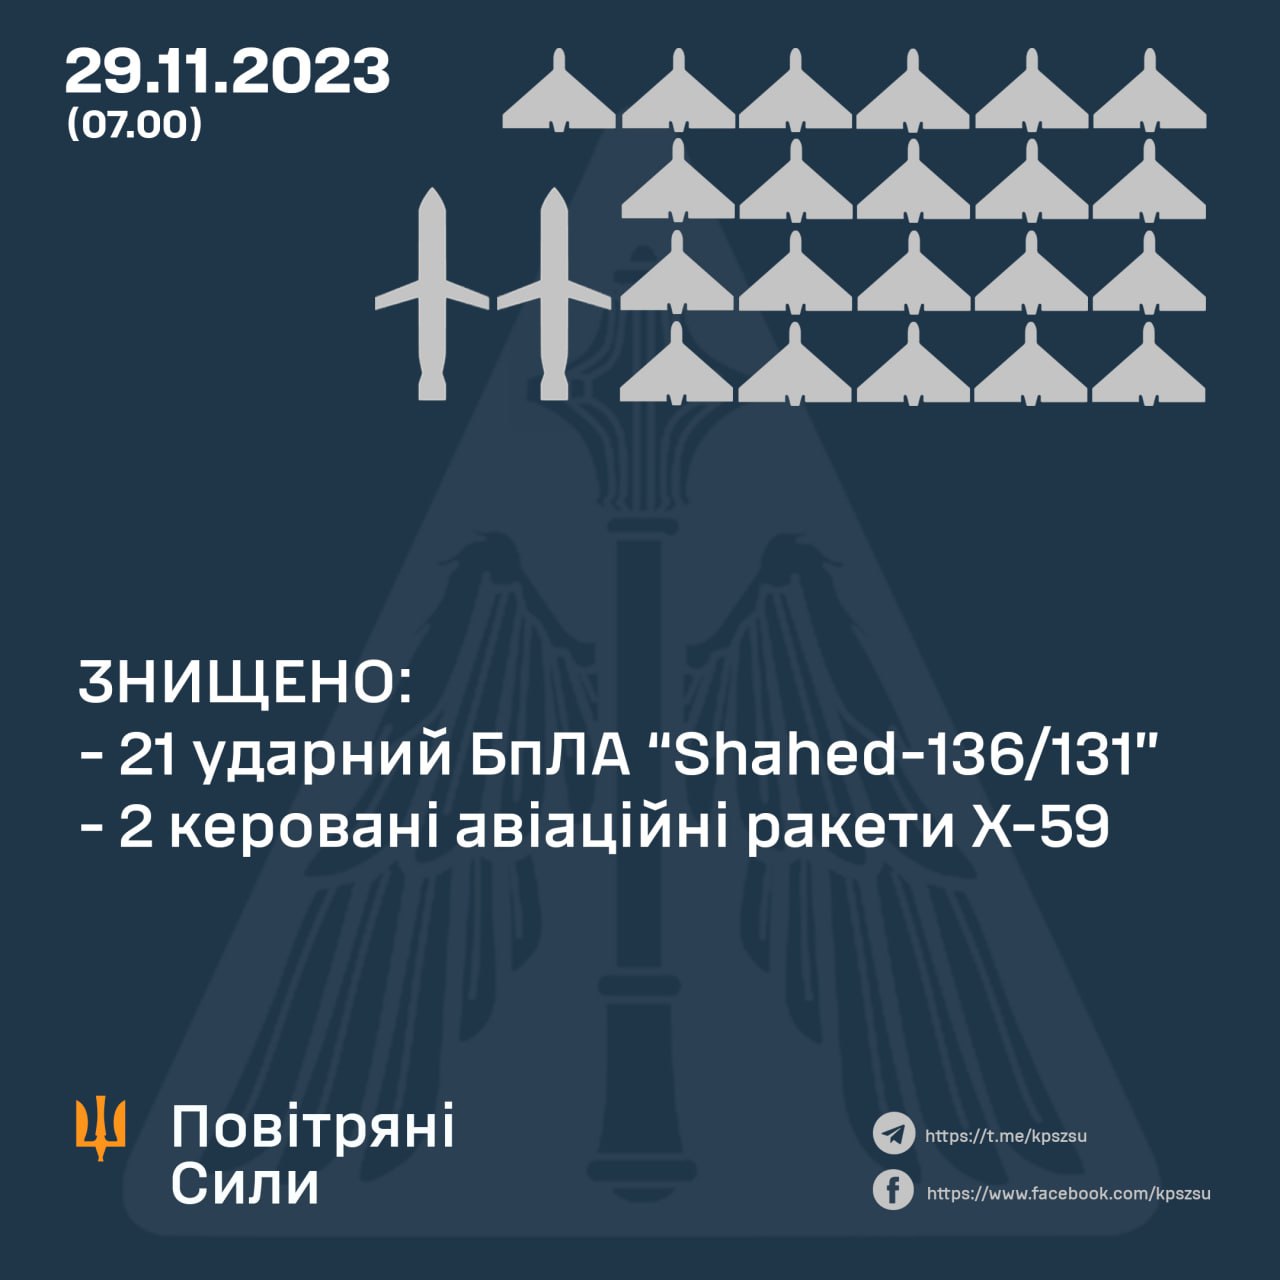 29.11.2023
(07.00)
ЗНИЩЕНО:
- 21 ударний БпЛА “Shahed-136/131”
- 2 керовані авіаційні ракети Х-59
Повітряні
Сили
https://t.me/kpszsu
https://www.facebook.com/kpszsu